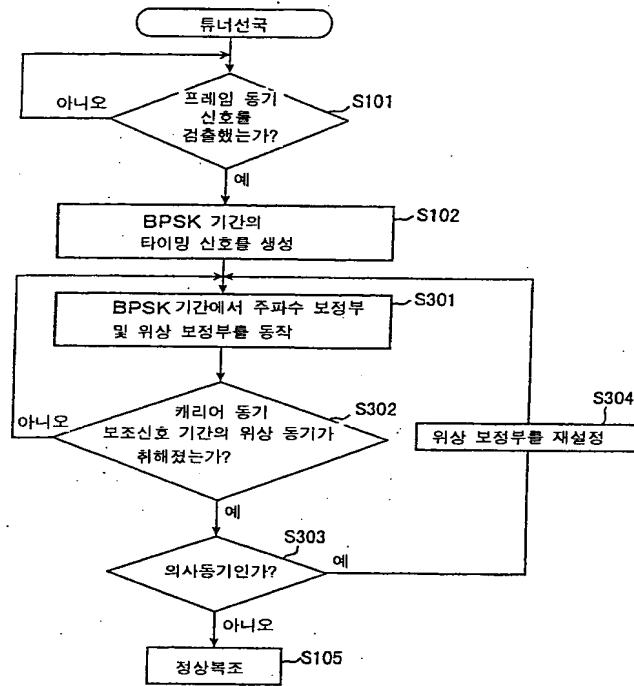 튜너선국
아니오
프레임 동기
신호를
검출했는가?
S101
예
BPSK 기간의
타이밍 신호를 생성
S102
BPSK 기간에서 주파수 보정부
및 위상 보정부를 동작
S301
아니오
캐리어 동기
보조신호 기간의 위상 동기가
취해졌는가?
S302
S304
위상 보정부를 재설정
예
S303
의사동기인가?
예
아니오
정상복조
S105